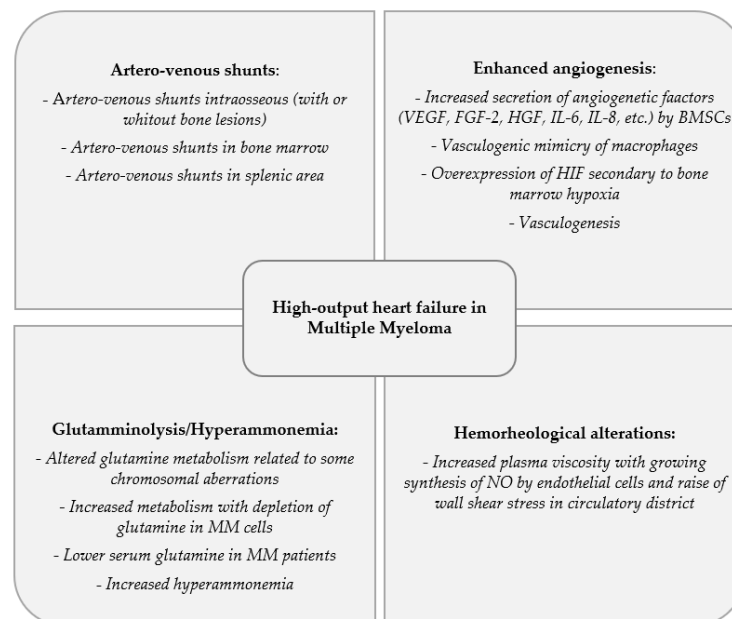 Artero-venous shunts:
- Artero-venous shunts intraosseous (with or
whitout bone lesions)
- Artero-venous shunts in bone marrow
- Artero-venous shunts in splenic area
Enhanced angiogenesis:
- Increased secretion of angiogenetic faactors
(VEGF, FGF-2, HGF, IL-6, IL-8, etc.) by BMSCs
- Vasculogenic mimicry of macrophages
- Overexpression of HIF secondary to bone
marrow hypoxia
- Vasculogenesis
High-output heart failure in
Multiple Myeloma
Glutamminolysis/Hyperammonemia:
- Altered glutamine metabolism related to some
chromosomal aberrations
- Increased metabolism with depletion of
glutamine in MM cells
- Lower serum glutamine in MM patients
- Increased hyperammonemia
Hemorheological alterations:
- Increased plasma viscosity with growing
synthesis of NO by endothelial cells and raise of
wall shear stress in circulatory district